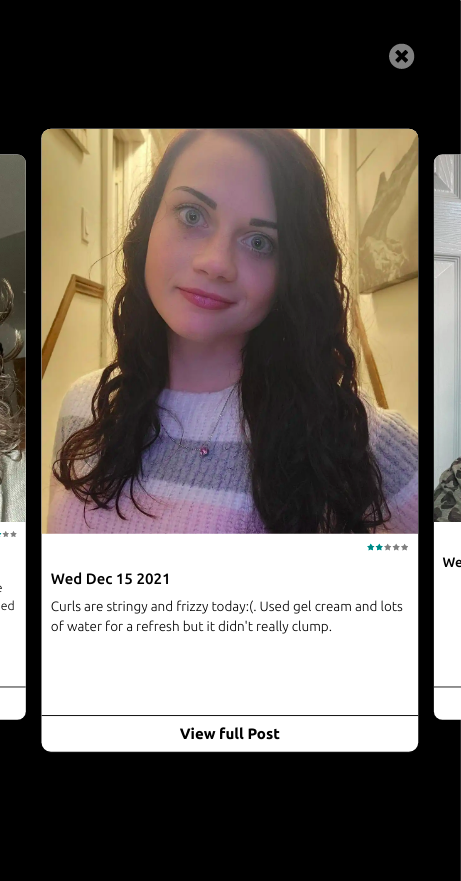 Wed Dec 15 2021
Curls are stringy and frizzy today:(. Used gel cream and lots
of water for a refresh but it didn't really clump.
View full Post
ed
We